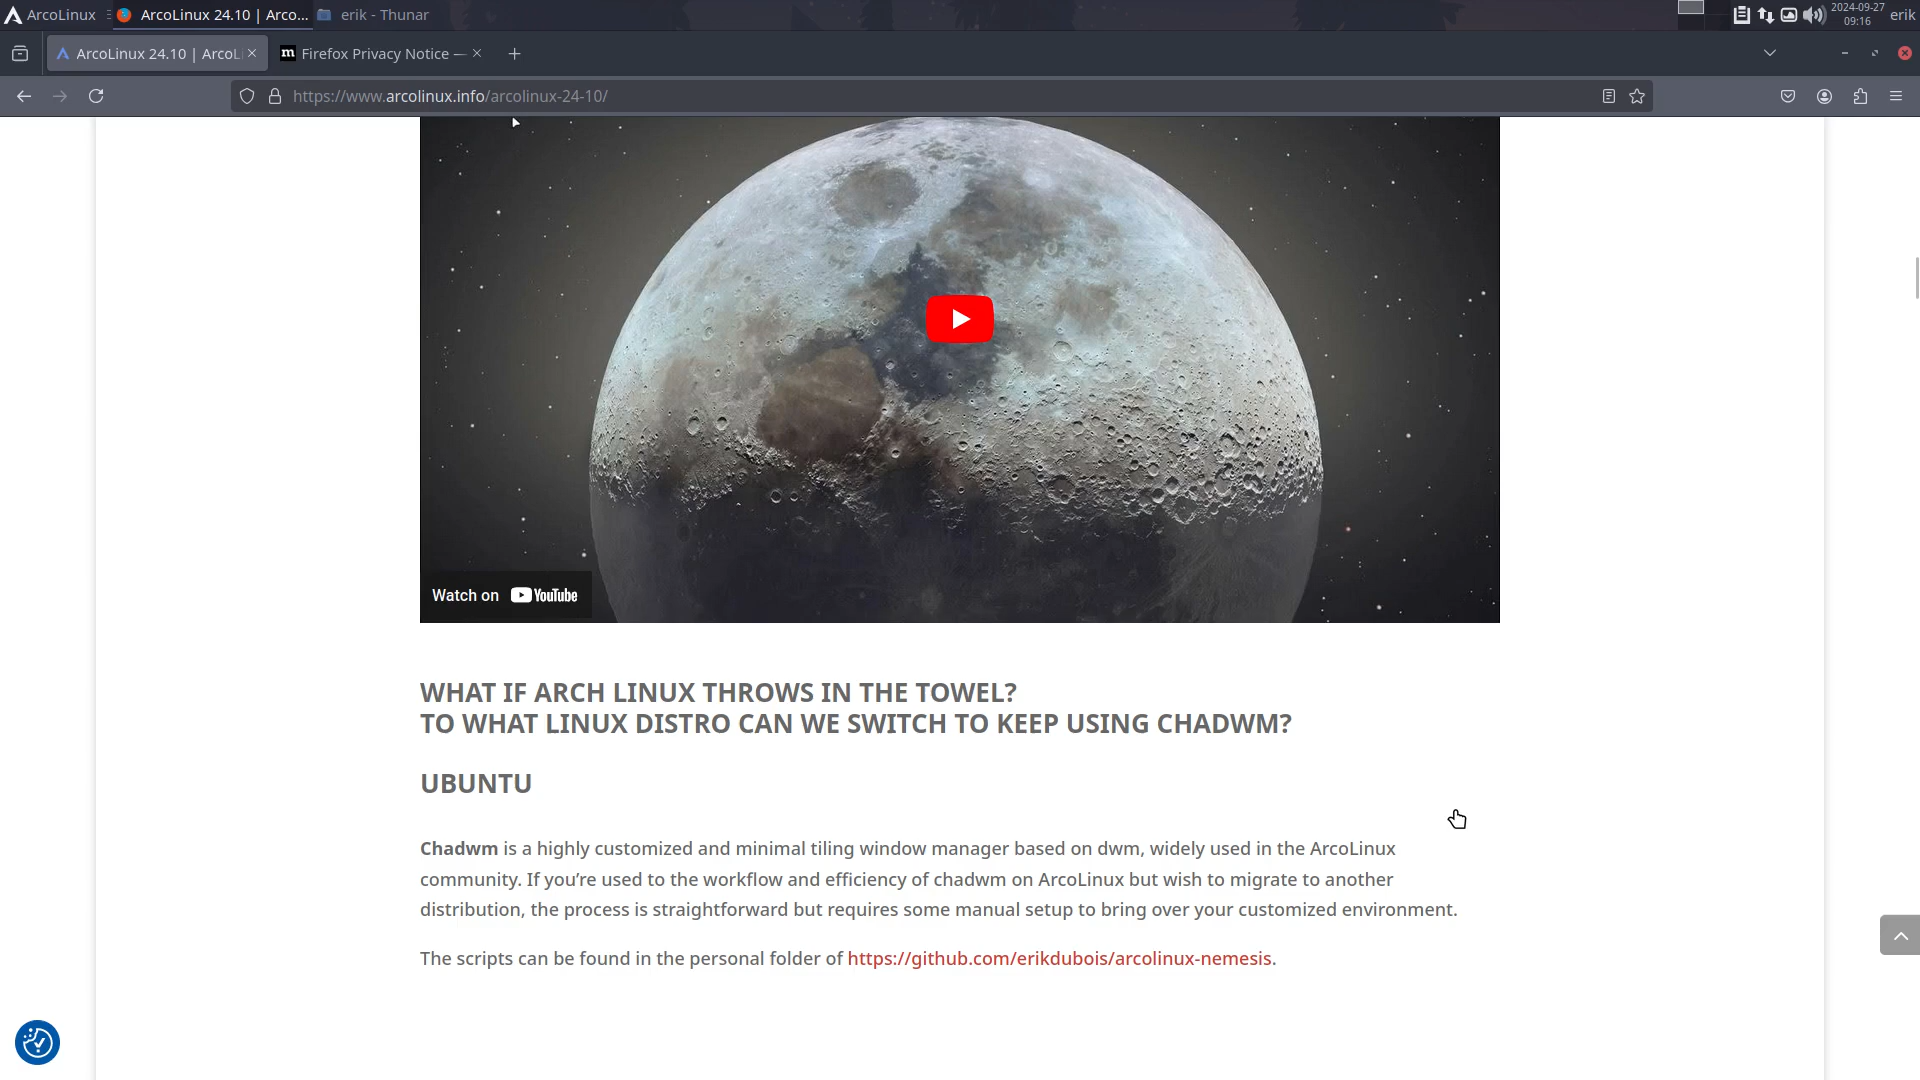 ArcoLinux
ArcoLinux 24.10 | Arco...
erik - Thunar
2024-09-27
09:16
erik
ArcoLinux 24.10 | ArcoL
Firefox Privacy Notice —
https://www.arcolinux.info/arcolinux-24-10/
Watch on YouTube
WHAT IF ARCH LINUX THROWS IN THE TOWEL?
TO WHAT LINUX DISTRO CAN WE SWITCH TO KEEP USING CHADWM?
UBUNTU
Chadwm is a highly customized and minimal tiling window manager based on dwm, widely used in the ArcoLinux
community. If you’re used to the workflow and efficiency of chadwm on ArcoLinux but wish to migrate to another
distribution, the process is straightforward but requires some manual setup to bring over your customized environment.
The scripts can be found in the personal folder of https://github.com/erikdubois/arcolinux-nemesis.